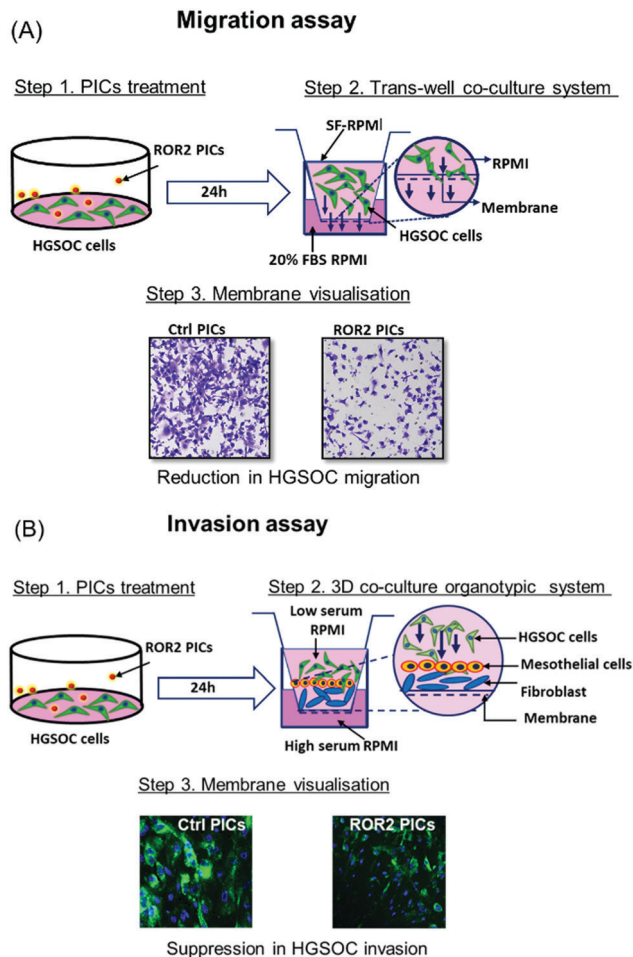 (A)
Migration assay
Step 1. PICs treatment
Step 2. Trans-well co-culture system
ROR2 PICs
HGSOC cells
24h
SF-RPMI
RPMI
Membrane
HGSOC cells
20% FBS RPMI
Step 3. Membrane visualisation
Ctrl PICs
ROR2 PICs
Reduction in HGSOC migration
(B)
Invasion assay
Step 1. PICs treatment
Step 2. 3D co-culture organotypic system
ROR2 PICs
HGSOC cells
24h
Low serum
RPMI
High serum RPMI
HGSOC cells
Mesothelial cells
Fibroblast
Membrane
Step 3. Membrane visualisation
Ctrl PICs
ROR2 PICs
Suppression in HGSOC invasion